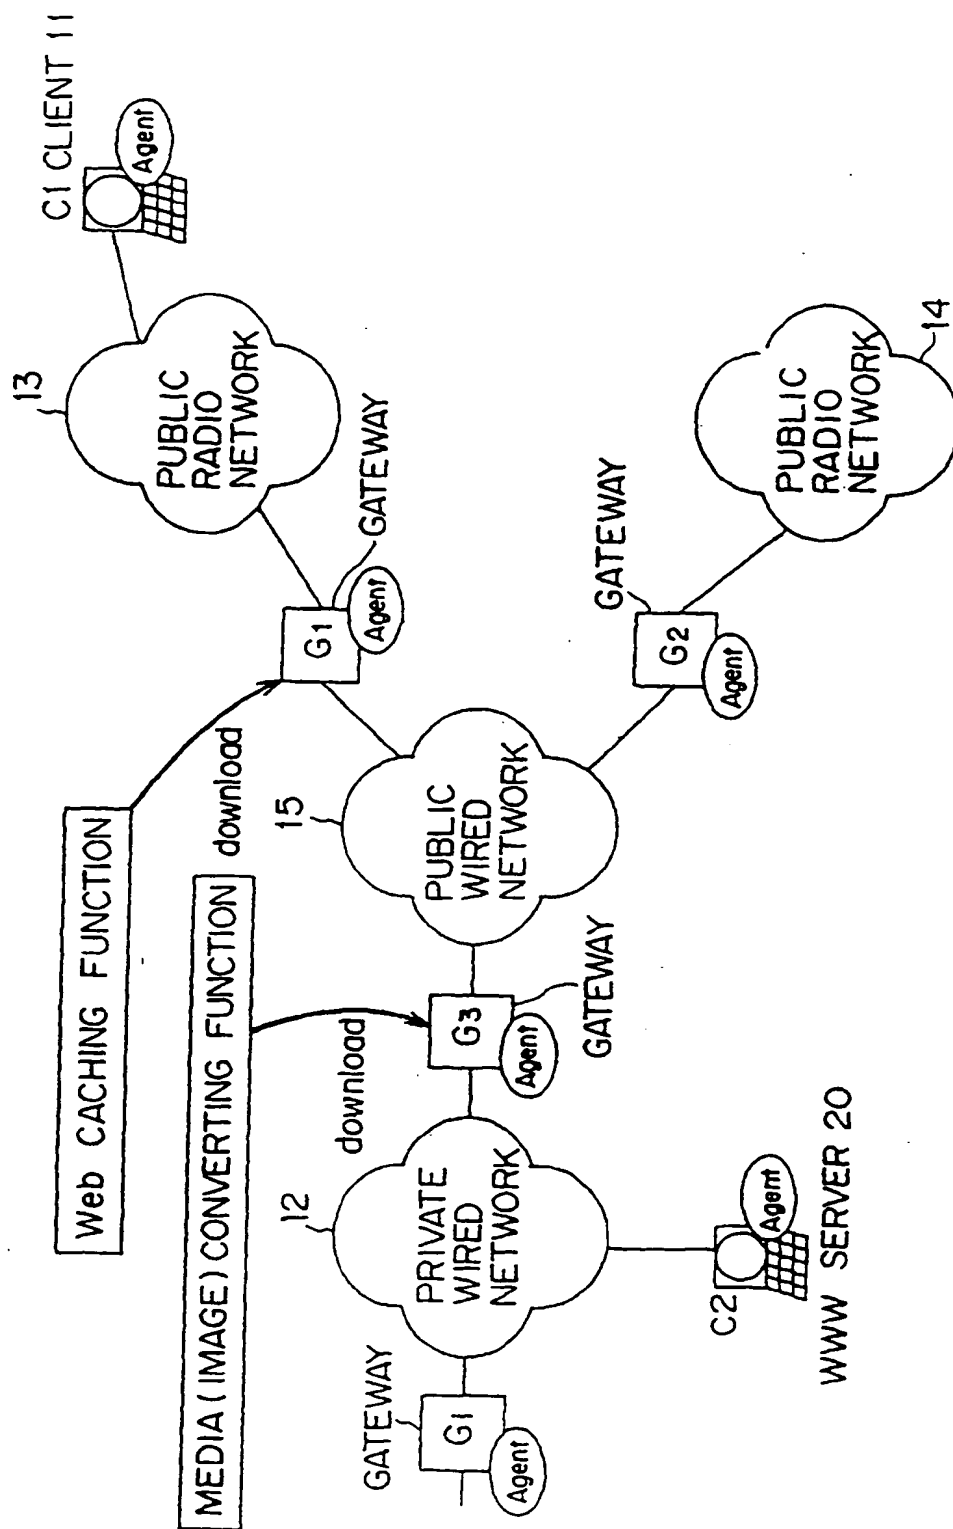 Web CACHING FUNCTION
download
MEDIA (IMAGE) CONVERTING FUNCTION
download
C1 CLIENT 11
Agent
13
PUBLIC
RADIO
NETWORK
GATEWAY
G1
Agent
15
PUBLIC
WIRED
NETWORK
GATEWAY
G2
Agent
PUBLIC
RADIO
NETWORK
14
G3
Agent
GATEWAY
12
PRIVATE
WIRED
NETWORK
GATEWAY
Gi
Agent
C2
Agent
WWW SERVER 20